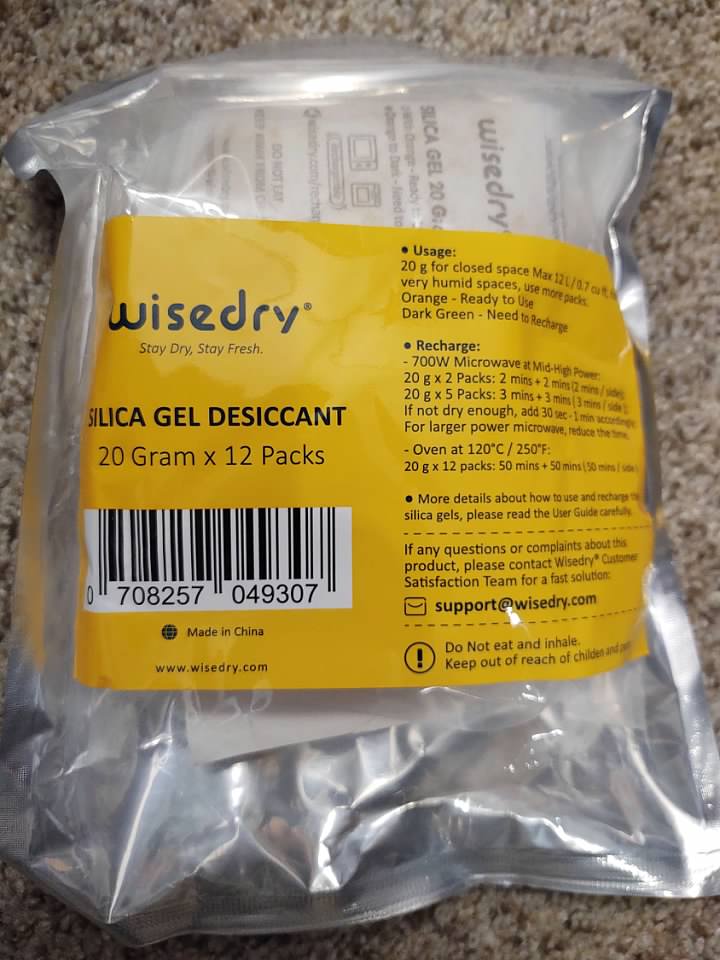 wisedry
SILICA GEL 20 Gr
DO NOT EAT
wisedry®
Stay Dry, Stay Fresh.
SILICA GEL DESICCANT
20 Gram x 12 Packs
0 708257 049307
Made in China
www.wisedry.com
● Usage:
20 g for closed space Max 12 L / 0.7 cu ft,
very humid spaces, use more packs.
Orange - Ready to Use
Dark Green - Need to Recharge
● Recharge:
- 700W Microwave at Mid-High Power:
20 g x 2 Packs: 2 mins + 2 mins (2 mins / side);
20 g x 5 Packs: 3 mins + 3 mins ( 3 mins / side );
If not dry enough, add 30 sec - 1 min accordingly
For larger power microwave, reduce the time.
- Oven at 120°C / 250°F:
20 g x 12 packs: 50 mins + 50 mins ( 50 mins / side
● More details about how to use and recharge the
silica gels, please read the User Guide carefully.
If any questions or complaints about this
product, please contact Wisedry® Customer
Satisfaction Team for a fast solution:
support@wisedry.com
Do Not eat and inhale.
Keep out of reach of childen and